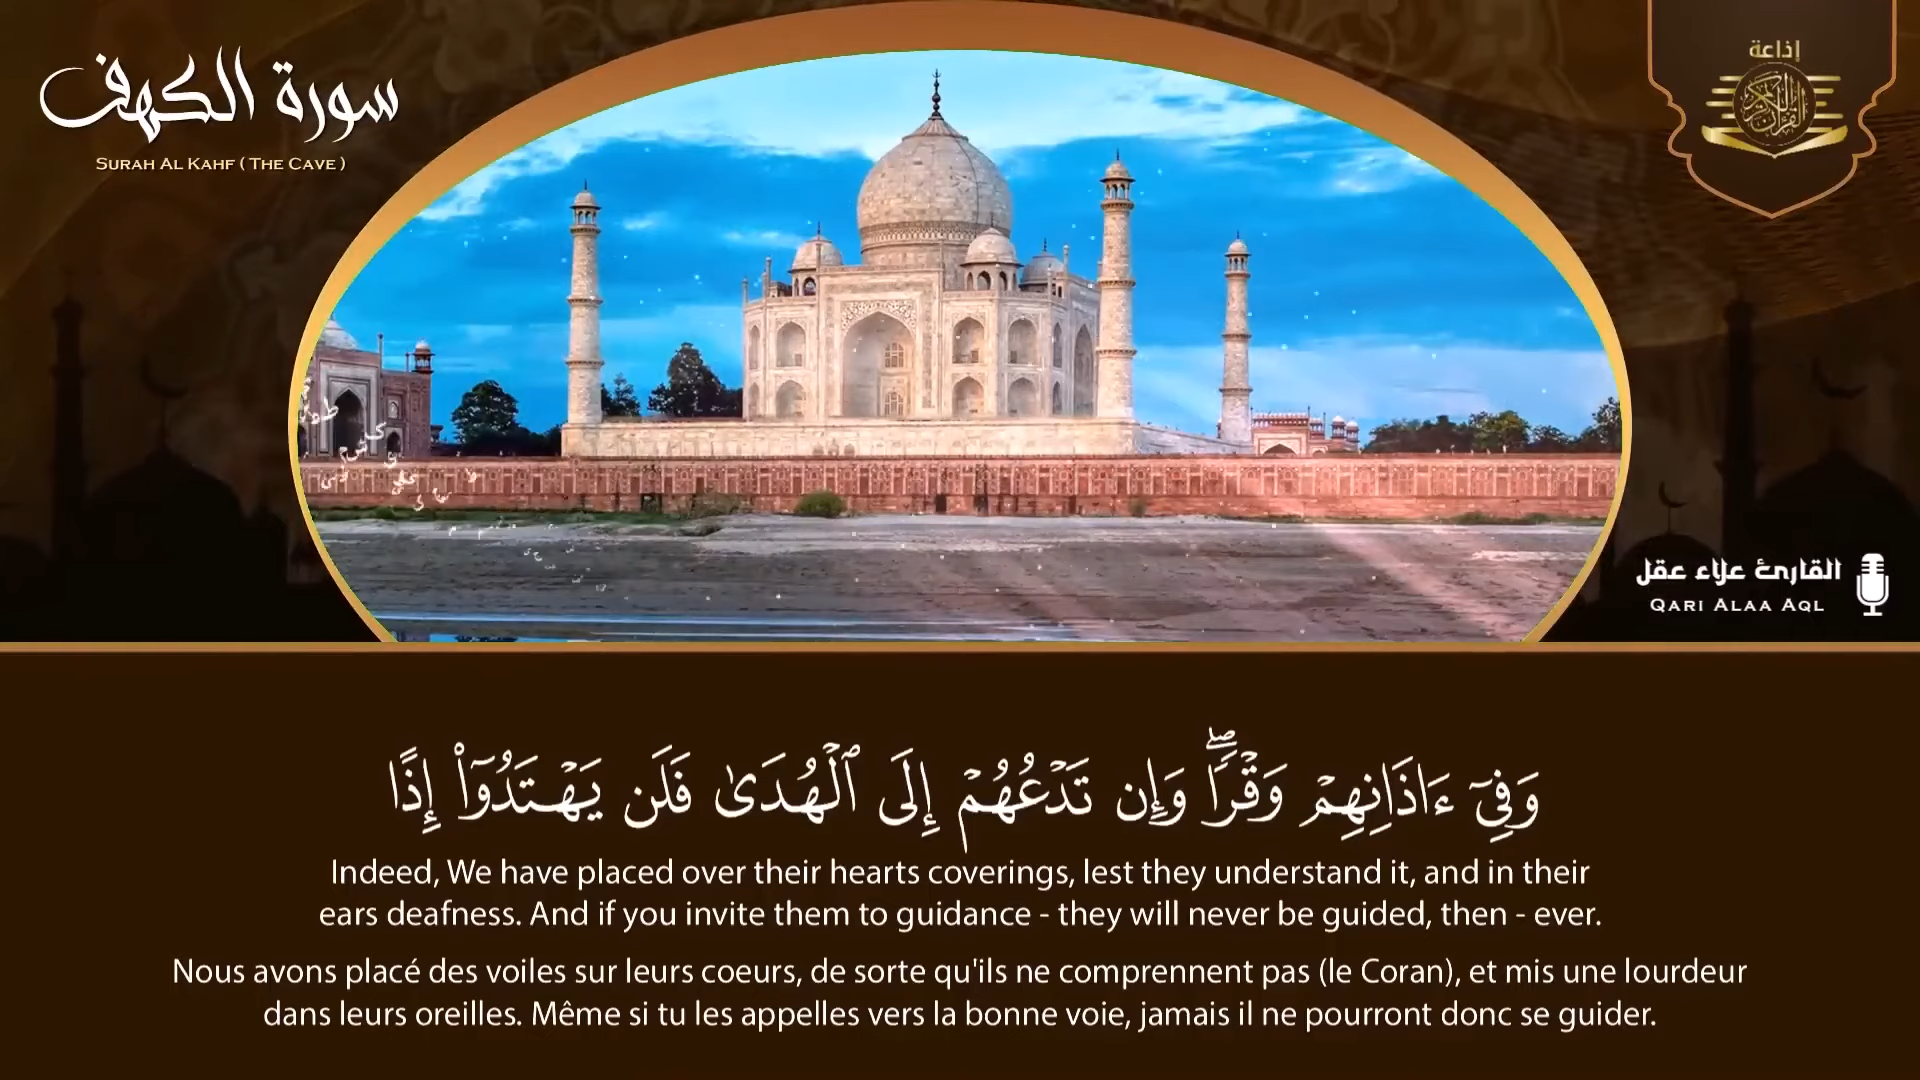 سورة الكهف
SURAH AL KAHF ( THE CAVE )
إذاعة
القرآن الكريم
القارئ علاء عقل
QARI ALAA AQL
وَفِىٓ ءَاذَانِهِمْ وَقْرًۭا ۖ وَإِن تَدْعُهُمْ إِلَى ٱلْهُدَىٰ فَلَن يَهْتَدُوٓا۟ إِذًا
Indeed, We have placed over their hearts coverings, lest they understand it, and in their
ears deafness. And if you invite them to guidance - they will never be guided, then - ever.
Nous avons placé des voiles sur leurs coeurs, de sorte qu'ils ne comprennent pas (le Coran), et mis une lourdeur
dans leurs oreilles. Même si tu les appelles vers la bonne voie, jamais il ne pourront donc se guider.